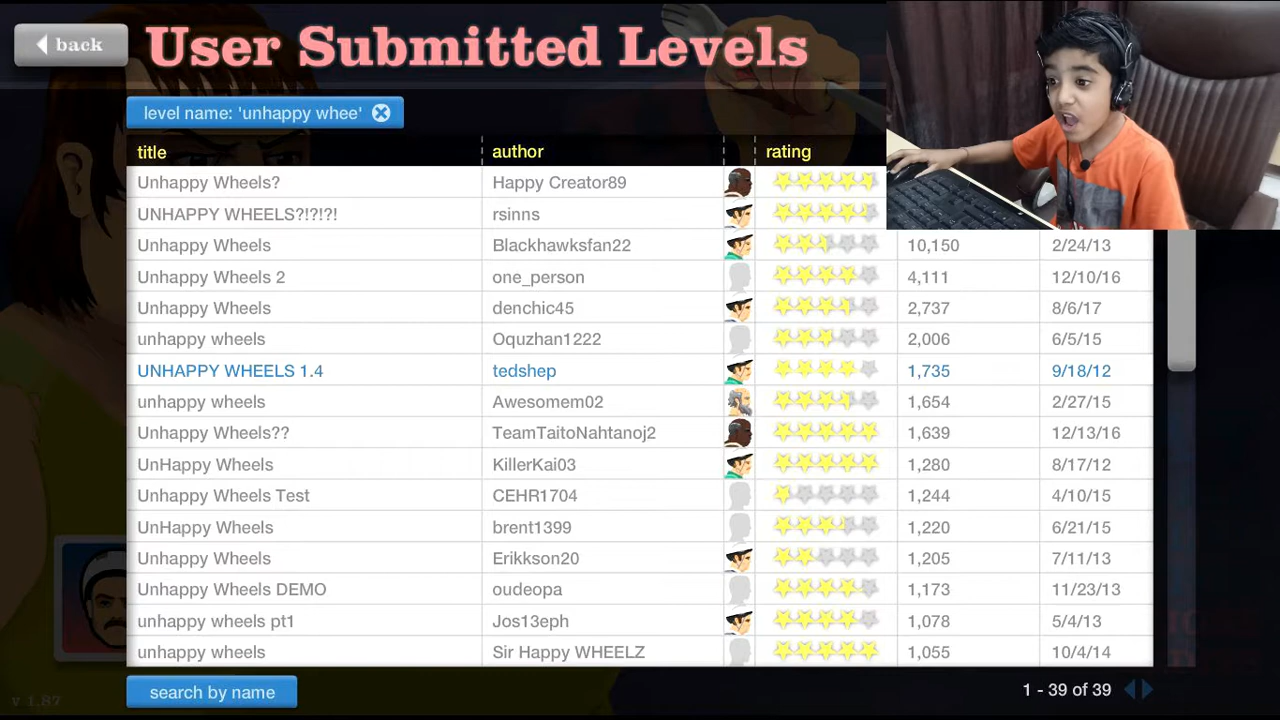 back
User Submitted Levels
level name: 'unhappy whee'
title author rating
Unhappy Wheels? Happy Creator89
UNHAPPY WHEELS?!?!?! rsinns
Unhappy Wheels Blackhawksfan22 10,150 2/24/13
Unhappy Wheels 2 one_person 4,111 12/10/16
Unhappy Wheels denchic45 2,737 8/6/17
unhappy wheels Oquzhan1222 2,006 6/5/15
UNHAPPY WHEELS 1.4 tedshep 1,735 9/18/12
unhappy wheels Awesomem02 1,654 2/27/15
Unhappy Wheels?? TeamTaitoNahtanoj2 1,639 12/13/16
UnHappy Wheels KillerKai03 1,280 8/17/12
Unhappy Wheels Test CEHR1704 1,244 4/10/15
UnHappy Wheels brent1399 1,220 6/21/15
Unhappy Wheels Erikkson20 1,205 7/11/13
Unhappy Wheels DEMO oudeopa 1,173 11/23/13
unhappy wheels pt1 Jos13eph 1,078 5/4/13
unhappy wheels Sir Happy WHEELZ 1,055 10/4/14
search by name 1 - 39 of 39
v 1.87